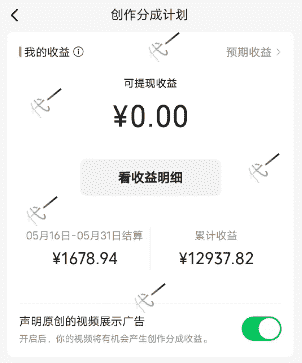 创作分成计划
我的收益
预期收益
可提现收益
¥0.00
看收益明细
05月16日-05月31日结算
累计收益
¥1678.94
¥12937.82
声明原创的视频展示广告
开启后，你的视频将有机会产生创作分成收益。